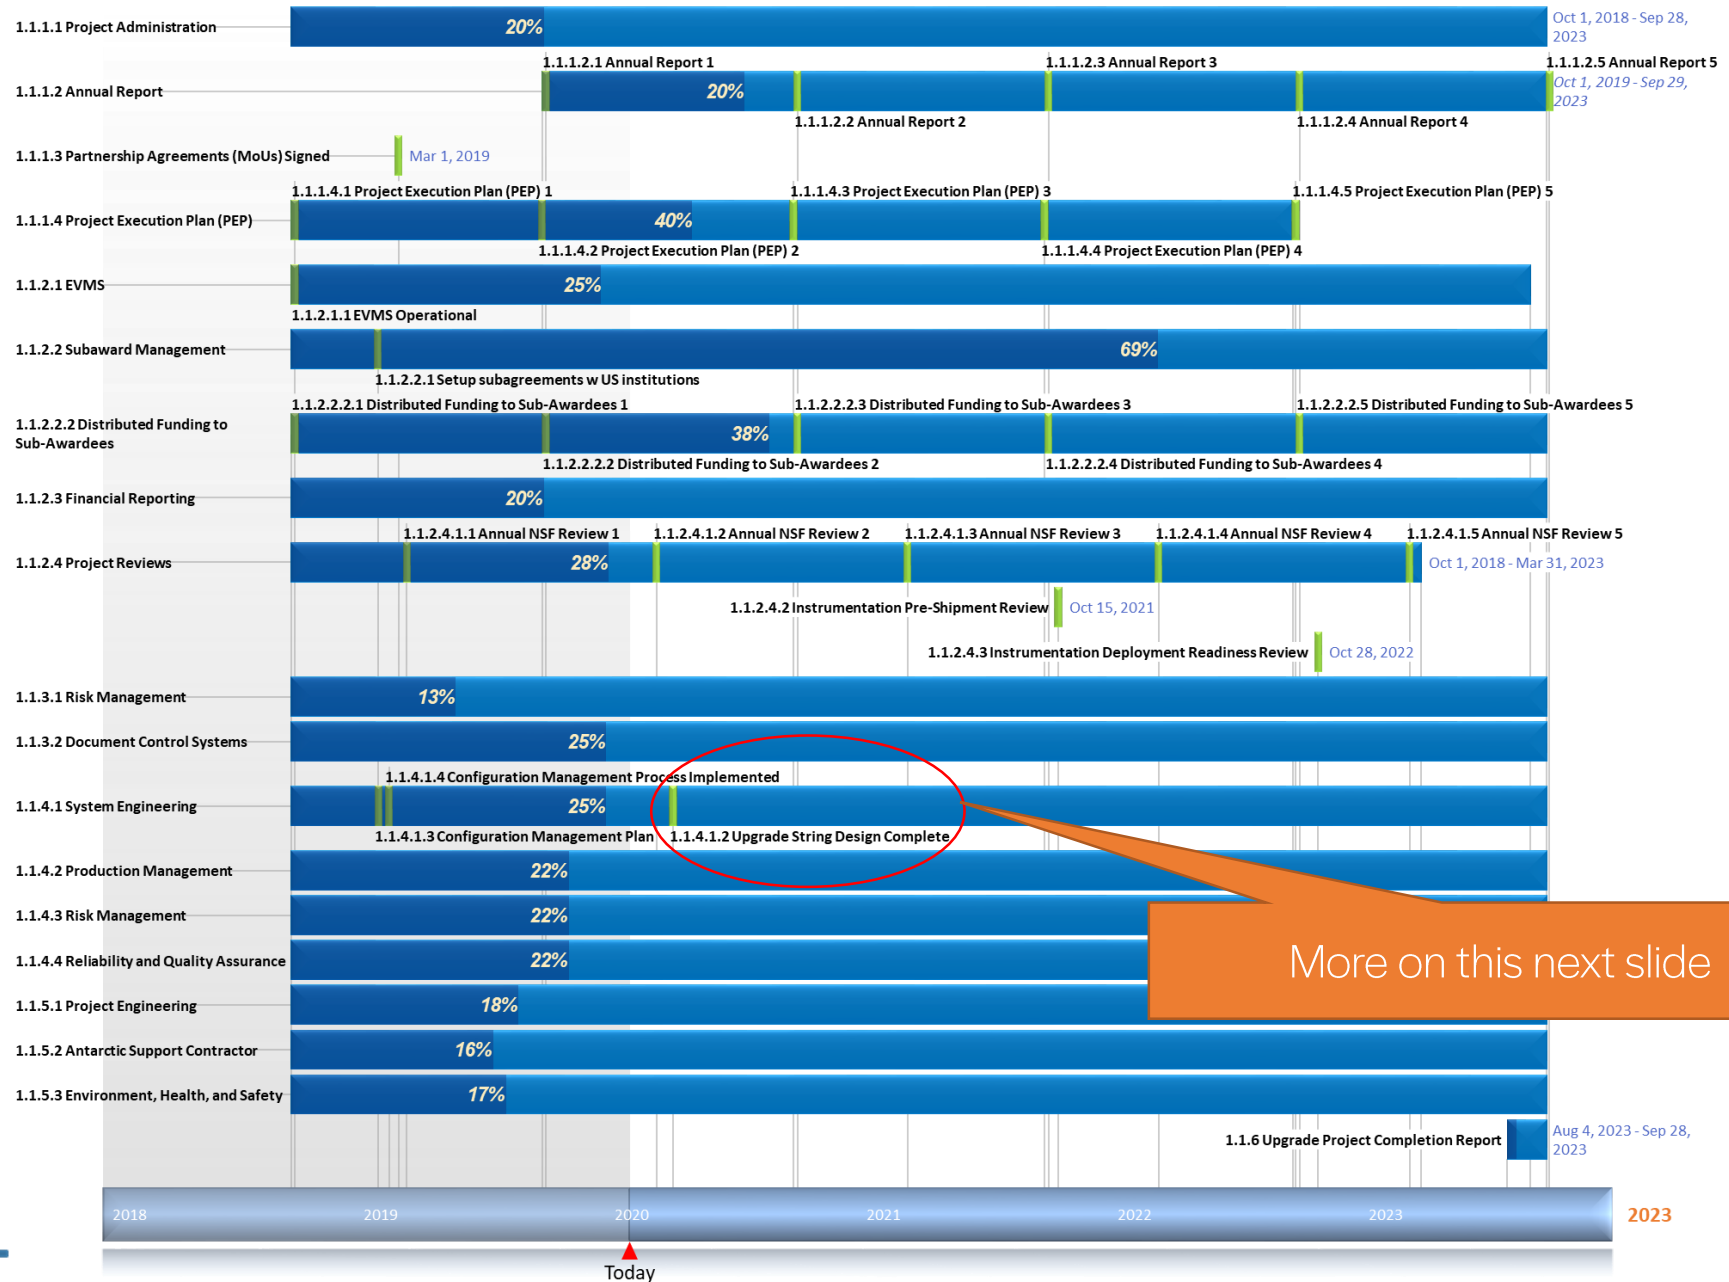 1.1.1.1 Project Administration
20%
Oct 1, 2018 - Sep 28,
2023
1.1.1.2.1 Annual Report 1
1.1.1.2.3 Annual Report 3
1.1.1.2.5 Annual Report 5
1.1.1.2 Annual Report
20%
Oct 1, 2019 - Sep 29,
2023
1.1.1.2.2 Annual Report 2
1.1.1.2.4 Annual Report 4
1.1.1.3 Partnership Agreements (MoUs) Signed
Mar 1, 2019
1.1.1.4.1 Project Execution Plan (PEP) 1
1.1.1.4.3 Project Execution Plan (PEP) 3
1.1.1.4.5 Project Execution Plan (PEP) 5
1.1.1.4 Project Execution Plan (PEP)
40%
1.1.1.4.2 Project Execution Plan (PEP) 2
1.1.1.4.4 Project Execution Plan (PEP) 4
1.1.2.1 EVMS
25%
1.1.2.1.1 EVMS Operational
1.1.2.2 Subaward Management
69%
1.1.2.2.1 Setup subagreements w US institutions
1.1.2.2.2.1 Distributed Funding to Sub-Awardees 1
1.1.2.2.2.3 Distributed Funding to Sub-Awardees 3
1.1.2.2.2.5 Distributed Funding to Sub-Awardees 5
1.1.2.2.2 Distributed Funding to
Sub-Awardees
38%
1.1.2.2.2.2 Distributed Funding to Sub-Awardees 2
1.1.2.2.2.4 Distributed Funding to Sub-Awardees 4
1.1.2.3 Financial Reporting
20%
1.1.2.4.1.1 Annual NSF Review 1
1.1.2.4.1.2 Annual NSF Review 2
1.1.2.4.1.3 Annual NSF Review 3
1.1.2.4.1.4 Annual NSF Review 4
1.1.2.4.1.5 Annual NSF Review 5
1.1.2.4 Project Reviews
28%
Oct 1, 2018 - Mar 31, 2023
1.1.2.4.2 Instrumentation Pre-Shipment Review
Oct 15, 2021
1.1.2.4.3 Instrumentation Deployment Readiness Review
Oct 28, 2022
1.1.3.1 Risk Management
13%
1.1.3.2 Document Control Systems
25%
1.1.4.1.4 Configuration Management Process Implemented
1.1.4.1 System Engineering
25%
1.1.4.1.3 Configuration Management Plan
1.1.4.1.2 Upgrade String Design Complete
1.1.4.2 Production Management
22%
1.1.4.3 Risk Management
22%
1.1.4.4 Reliability and Quality Assurance
22%
More on this next slide
1.1.5.1 Project Engineering
18%
1.1.5.2 Antarctic Support Contractor
16%
1.1.5.3 Environment, Health, and Safety
17%
1.1.6 Upgrade Project Completion Report
Aug 4, 2023 - Sep 28,
2023
2018
2019
2020
2021
2022
2023
2023
Today